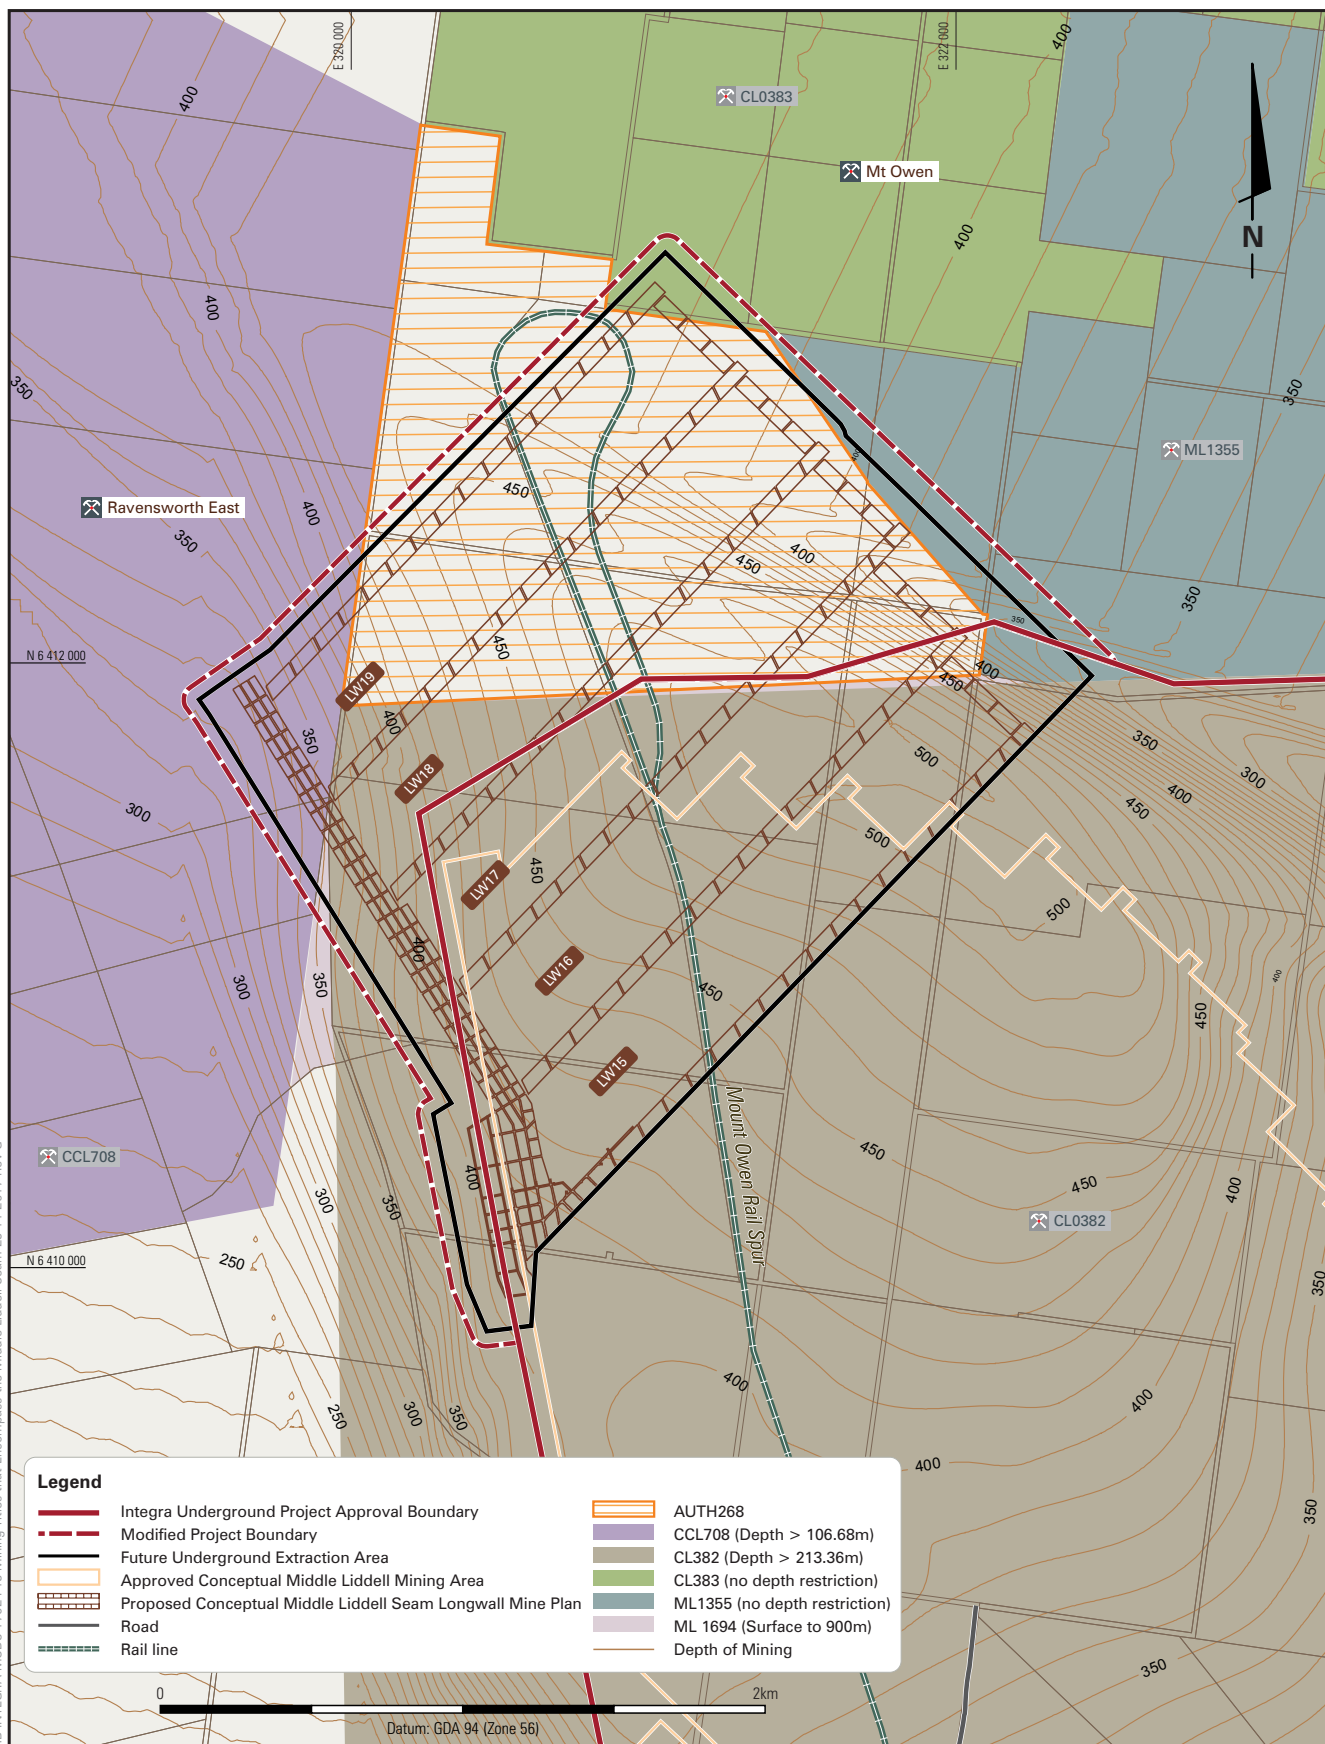 E 320 000
E 322 000
400
400
CL0383
Mt Owen
N
400
400
350
350
ML1355
Ravensworth East
400
450
350
400
450
400
350
350
450
N 6 412 000
LW19
400
450
400
350
350
LW18
500
300
400
450
300
500
LW17
450
500
400
LW16
300
350
450
400
450
LW15
Mount Owen Rail Spur
CCL708
450
400
450
400
300
350
CL0382
N 6 410 000
250
350
400
400
250
300
350
400
350
Legend
Integra Underground Project Approval Boundary
Modified Project Boundary
Future Underground Extraction Area
Approved Conceptual Middle Liddell Mining Area
Proposed Conceptual Middle Liddell Seam Longwall Mine Plan
Road
Rail line
AUTH268
CCL708 (Depth > 106.68m)
CL382 (Depth > 213.36m)
CL383 (no depth restriction)
ML1355 (no depth restriction)
ML 1694 (Surface to 900m)
Depth of Mining
350
0
2km
Datum: GDA 94 (Zone 56)